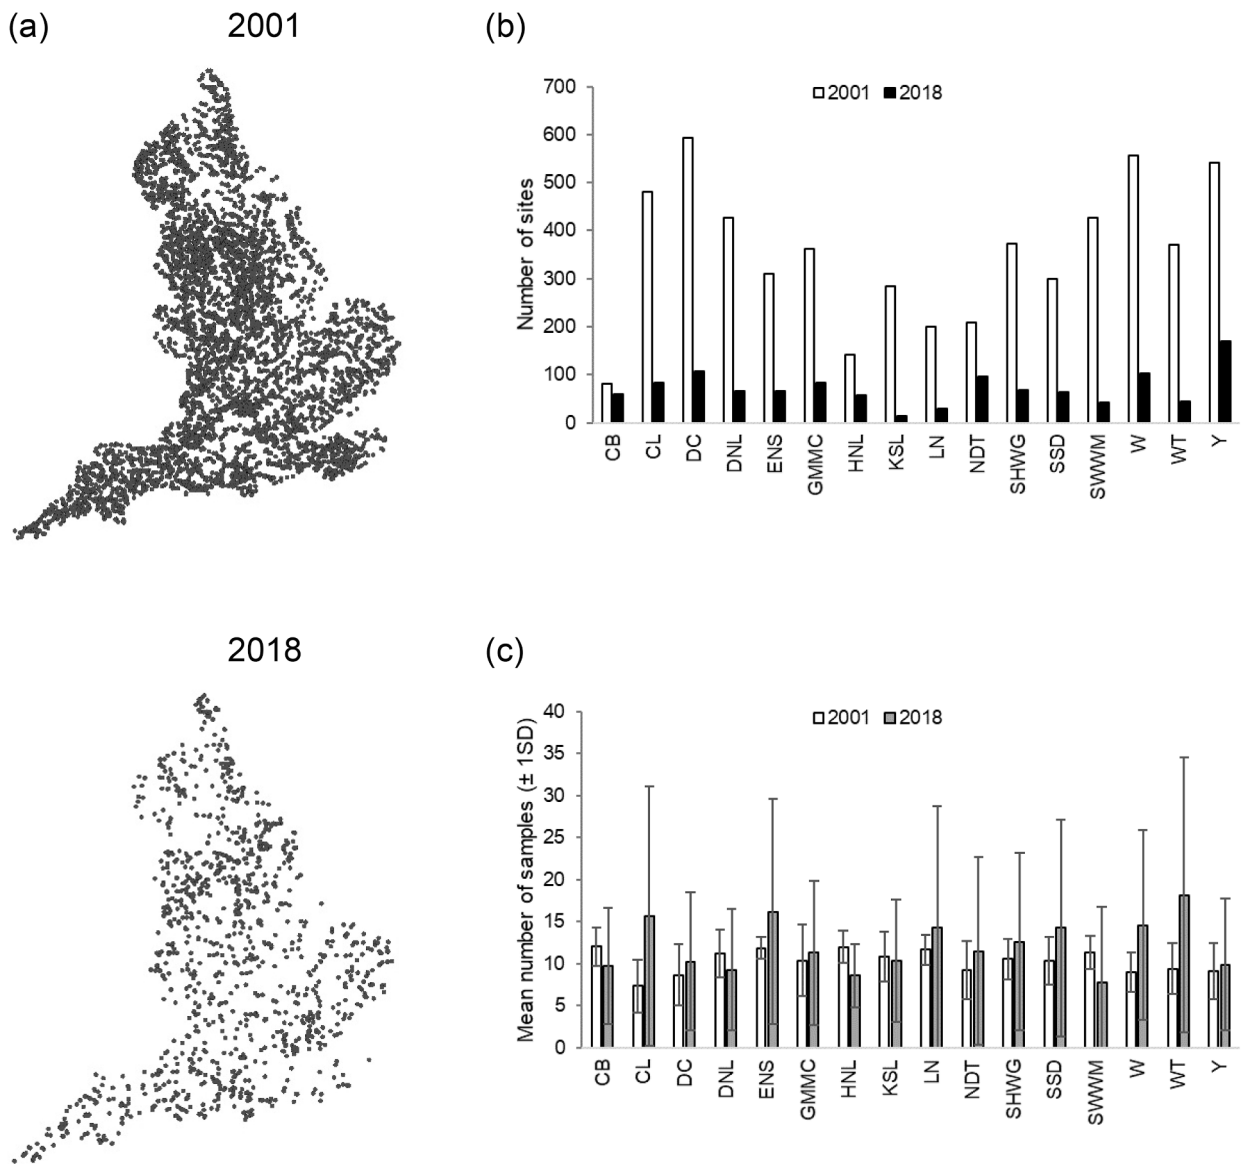 (a) 2001
(b)
2001 2018
Number of sites
700
600
500
400
300
200
100
0
CB CL DC DNL ENS GMMC HNL KSL LN NDT SHWG SSD SWWM W WT Y
2018
(c)
2001 2018
Mean number of samples (± 1SD)
40
35
30
25
20
15
10
5
0
CB CL DC DNL ENS GMMC HNL KSL LN NDT SHWG SSD SWWM W WT Y